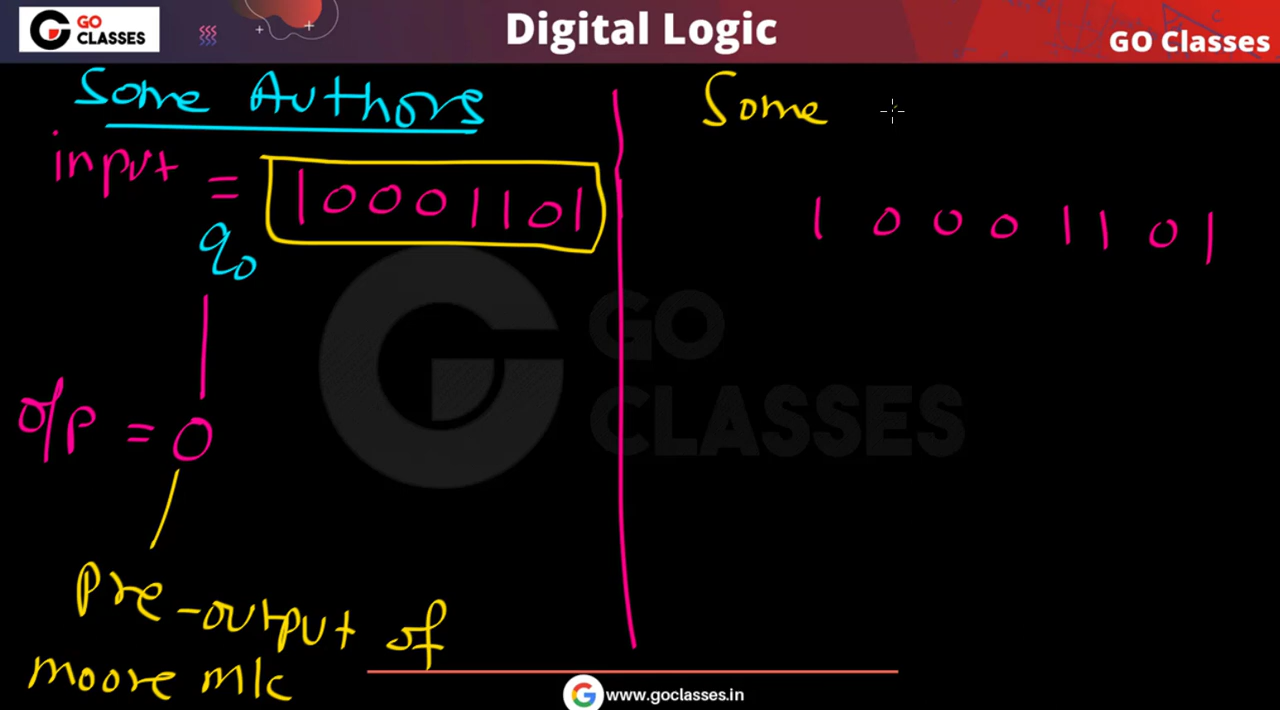 GO
CLASSES
Digital Logic
GO Classes
Some Authors
input = 10001101
q0
o/p = 0
Pre-output of
moore m/c
Some
10001101
GO
CLASSES
www.goclasses.in